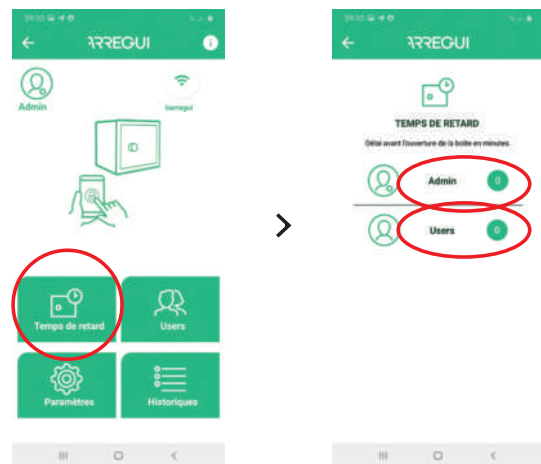 ARREGUI
Admin
barregui
Temps de retard
Users
Paramètres
Historiques
>
ARREGUI
TEMPS DE RETARD
Délai avant l'ouverture de la boîte en minutes
Admin 0
Users 0